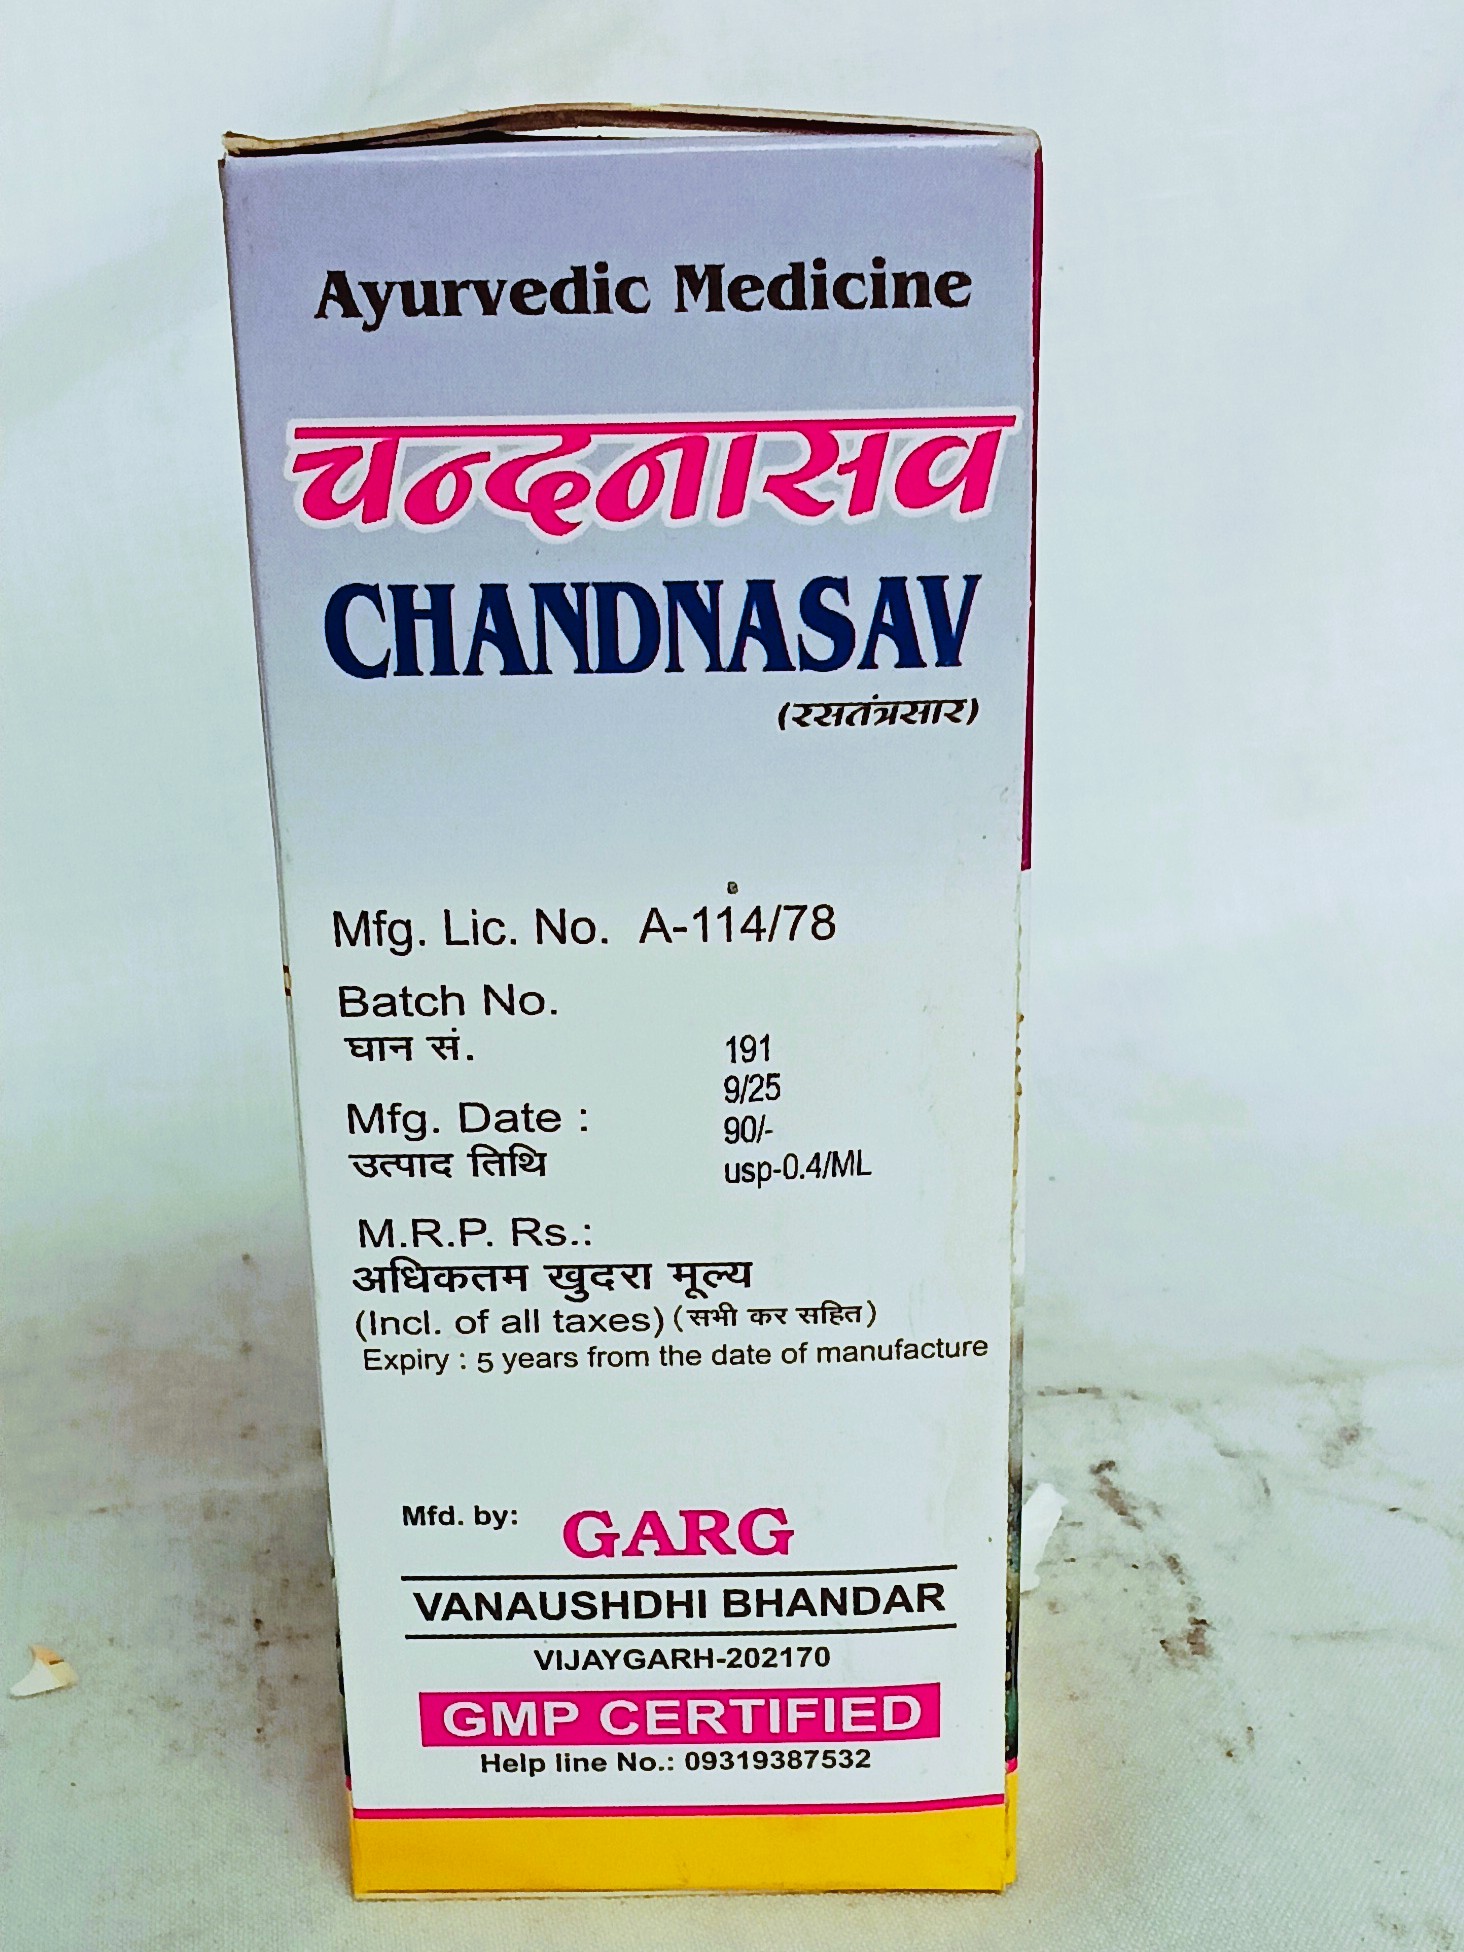 Ayurvedic Medicine
चन्दनासव
CHANDNASAV
(रसतंत्रसार)
Mfg. Lic. No. A-114/78
Batch No.
घान सं.
191
9/25
Mfg. Date :
90/-
उत्पाद तिथि
usp-0.4/ML
M.R.P. Rs.:
अधिकतम खुदरा मूल्य
(Incl. of all taxes) (सभी कर सहित)
Expiry : 5 years from the date of manufacture
Mfd. by: GARG
VANAUSHDHI BHANDAR
VIJAYGARH-202170
GMP CERTIFIED
Help line No.: 09319387532